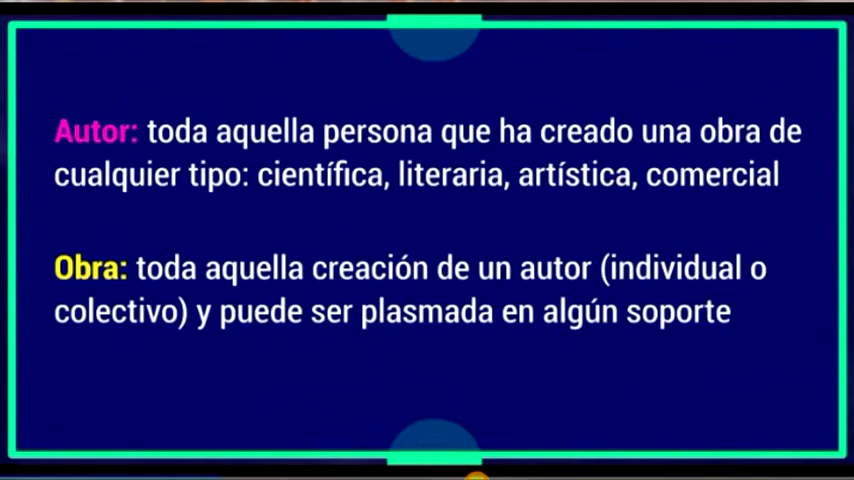 Autor: toda aquella persona que ha creado una obra de
cualquier tipo: científica, literaria, artística, comercial
Obra: toda aquella creación de un autor (individual o
colectivo) y puede ser plasmada en algún soporte